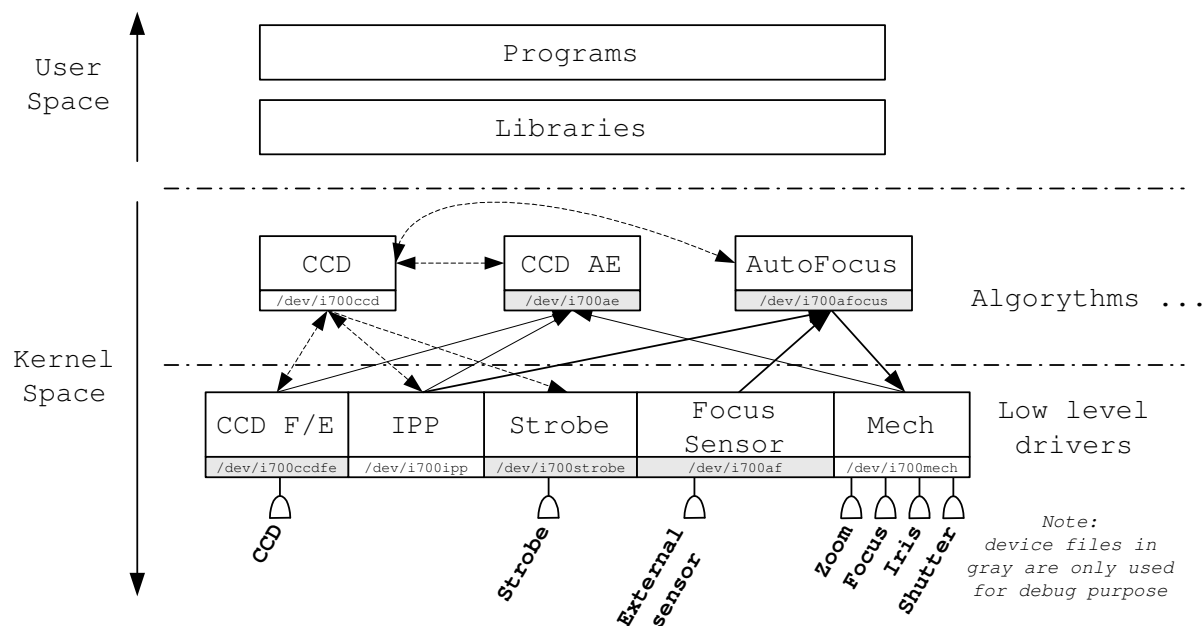 User
Space
Programs
Libraries
Kernel
Space
CCD
/dev/i700ccd
CCD AE
/dev/i700ae
AutoFocus
/dev/i700afocus
Algorythms ...
CCD F/E
/dev/i700ccdfe
IPP
/dev/i700ipp
Strobe
/dev/i700strobe
Focus
Sensor
/dev/i700af
Mech
/dev/i700mech
Low level
drivers
CCD
Strobe
External
sensor
Zoom
Focus
Iris
Shutter
Note:
device files in
gray are only used
for debug purpose